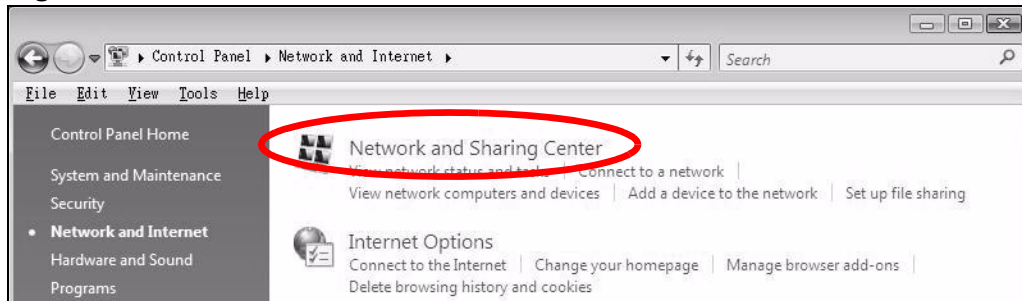 Control Panel ▸ Network and Internet ▸ Search
File Edit View Tools Help
Control Panel Home
System and Maintenance
Security
• Network and Internet
Hardware and Sound
Programs
Network and Sharing Center
View network status and tasks | Connect to a network |
View network computers and devices | Add a device to the network | Set up file sharing
Internet Options
Connect to the Internet | Change your homepage | Manage browser add-ons |
Delete browsing history and cookies